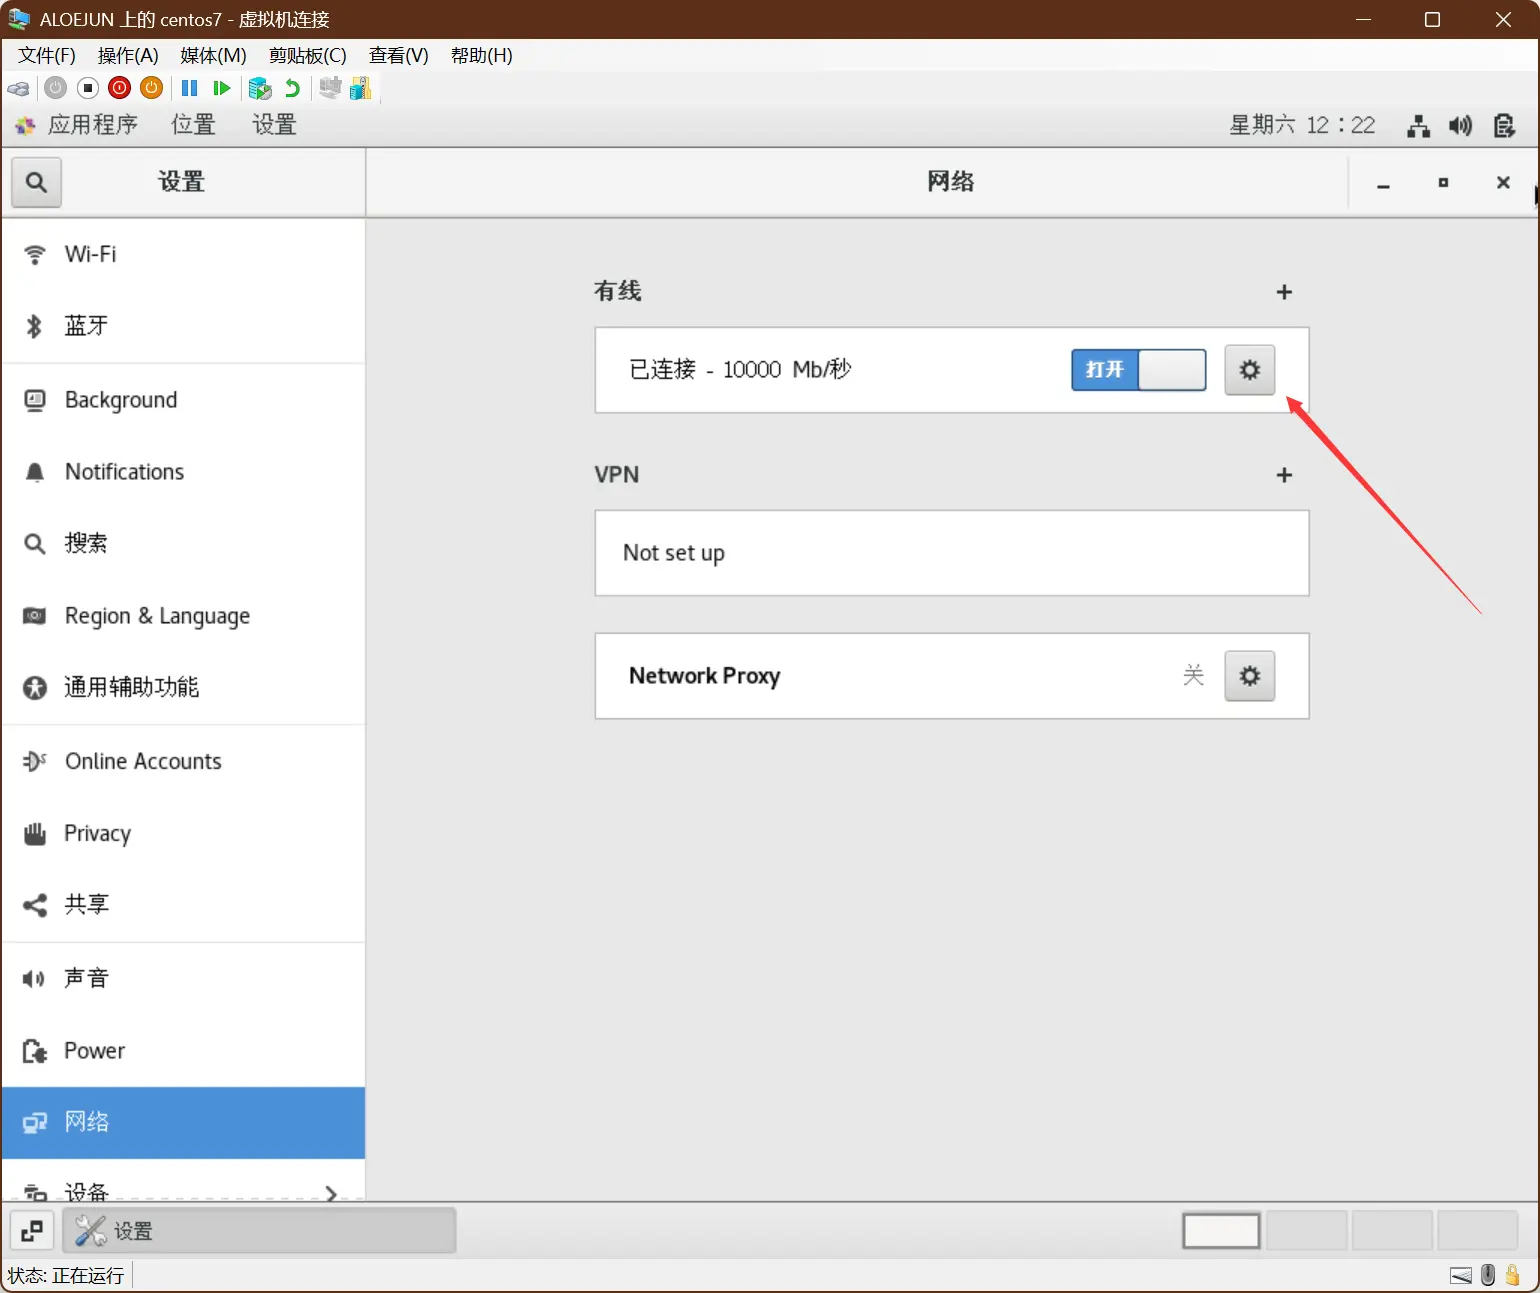 ALOEJUN 上的 centos7 - 虚拟机连接
文件(F) 操作(A) 媒体(M) 剪贴板(C) 查看(V) 帮助(H)
应用程序 位置 设置 星期六 12：22
设置 网络
Wi-Fi
蓝牙
Background
Notifications
搜索
Region & Language
通用辅助功能
Online Accounts
Privacy
共享
声音
Power
网络
设备
有线
已连接 - 10000 Mb/秒 打开
VPN
Not set up
Network Proxy 关
设置
状态: 正在运行